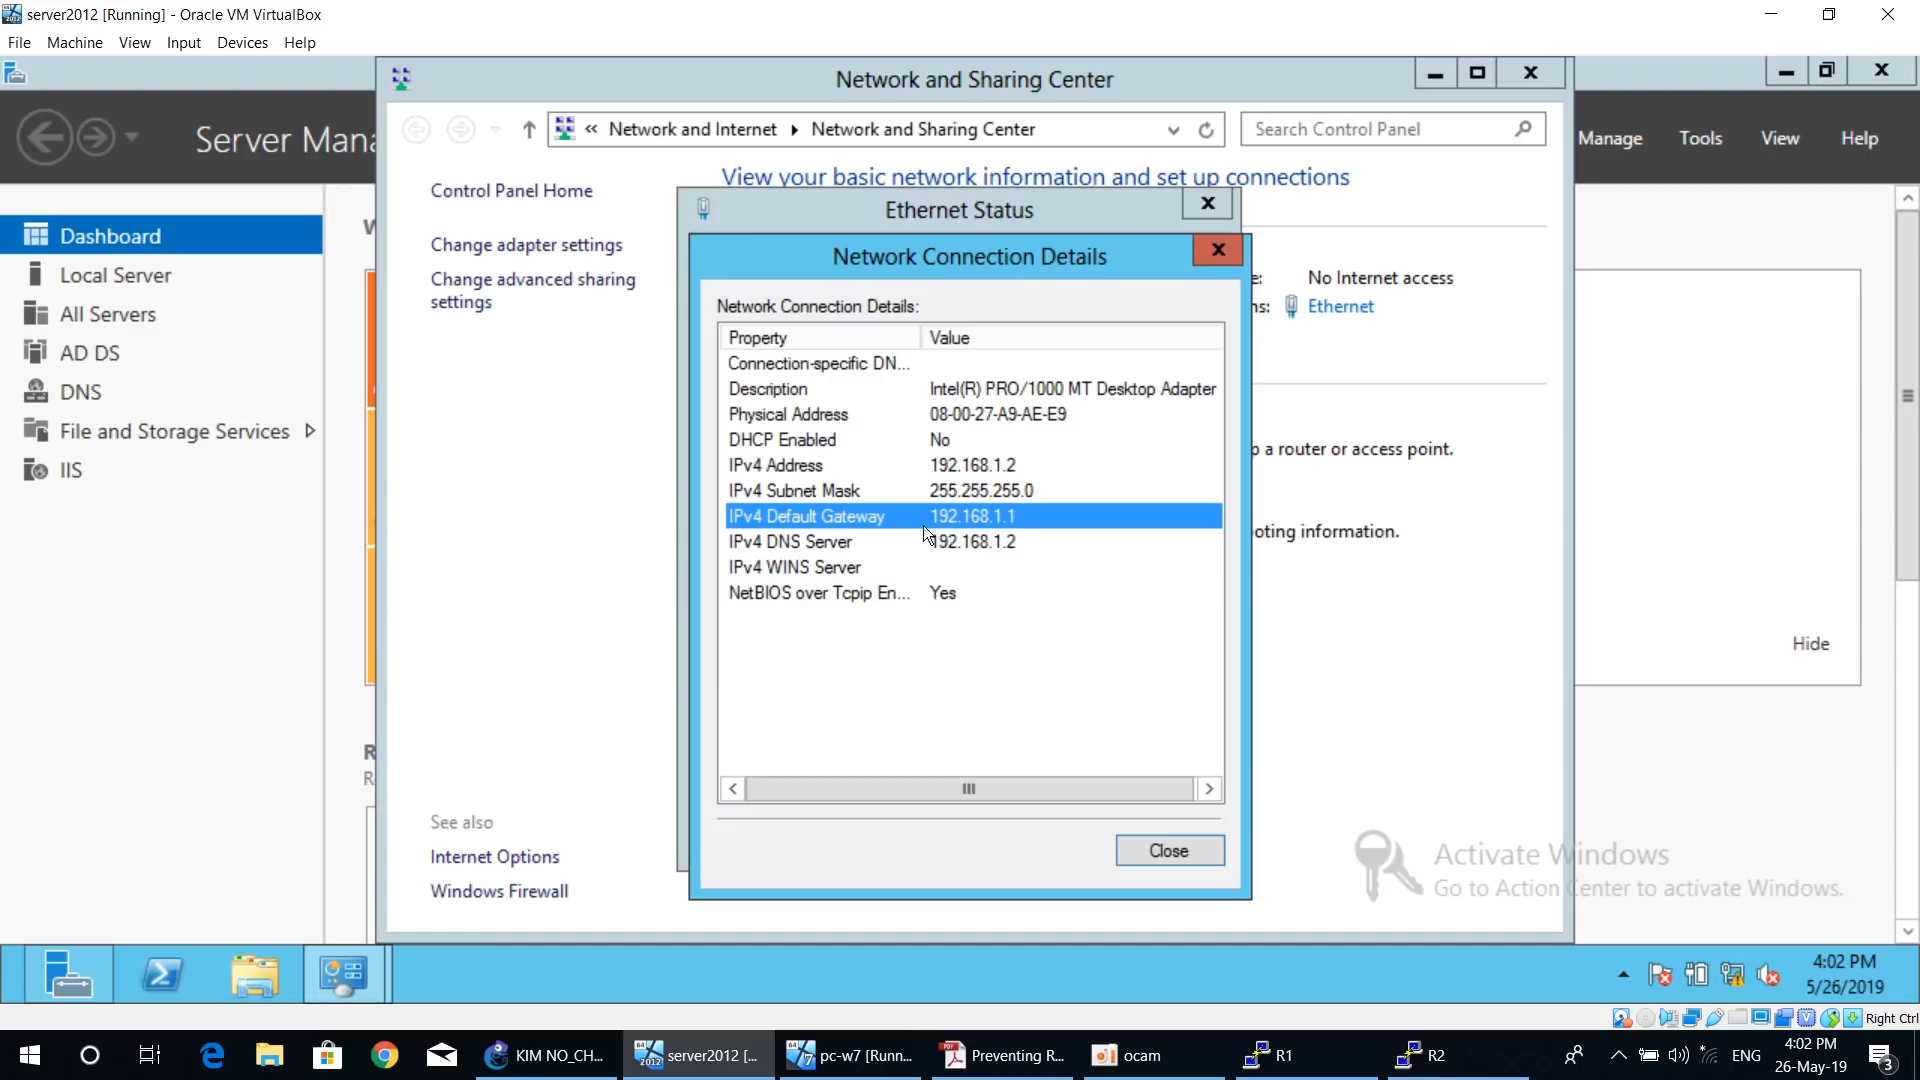 server2012 [Running] - Oracle VM VirtualBox
File Machine View Input Devices Help
Network and Sharing Center
Server Mana
« Network and Internet ▸ Network and Sharing Center
Search Control Panel
Manage Tools View Help
Control Panel Home
Change adapter settings
Change advanced sharing
settings
View your basic network information and set up connections
Dashboard
Local Server
All Servers
AD DS
DNS
File and Storage Services
IIS
Ethernet Status
Network Connection Details
No Internet access
Ethernet
Network Connection Details:
Property Value
Connection-specific DN...
Description Intel(R) PRO/1000 MT Desktop Adapter
Physical Address 08-00-27-A9-AE-E9
DHCP Enabled No
IPv4 Address 192.168.1.2
IPv4 Subnet Mask 255.255.255.0
IPv4 Default Gateway 192.168.1.1
IPv4 DNS Server 192.168.1.2
IPv4 WINS Server
NetBIOS over Tcpip En... Yes
a router or access point.
oting information.
Hide
Close
See also
Internet Options
Windows Firewall
Activate Windows
Go to Action Center to activate Windows.
4:02 PM
5/26/2019
Right Ctrl
KIM NO_CH...
server2012 [...
pc-w7 [Runn...
Preventing R...
ocam
R1
R2
ENG
4:02 PM
26-May-19
3